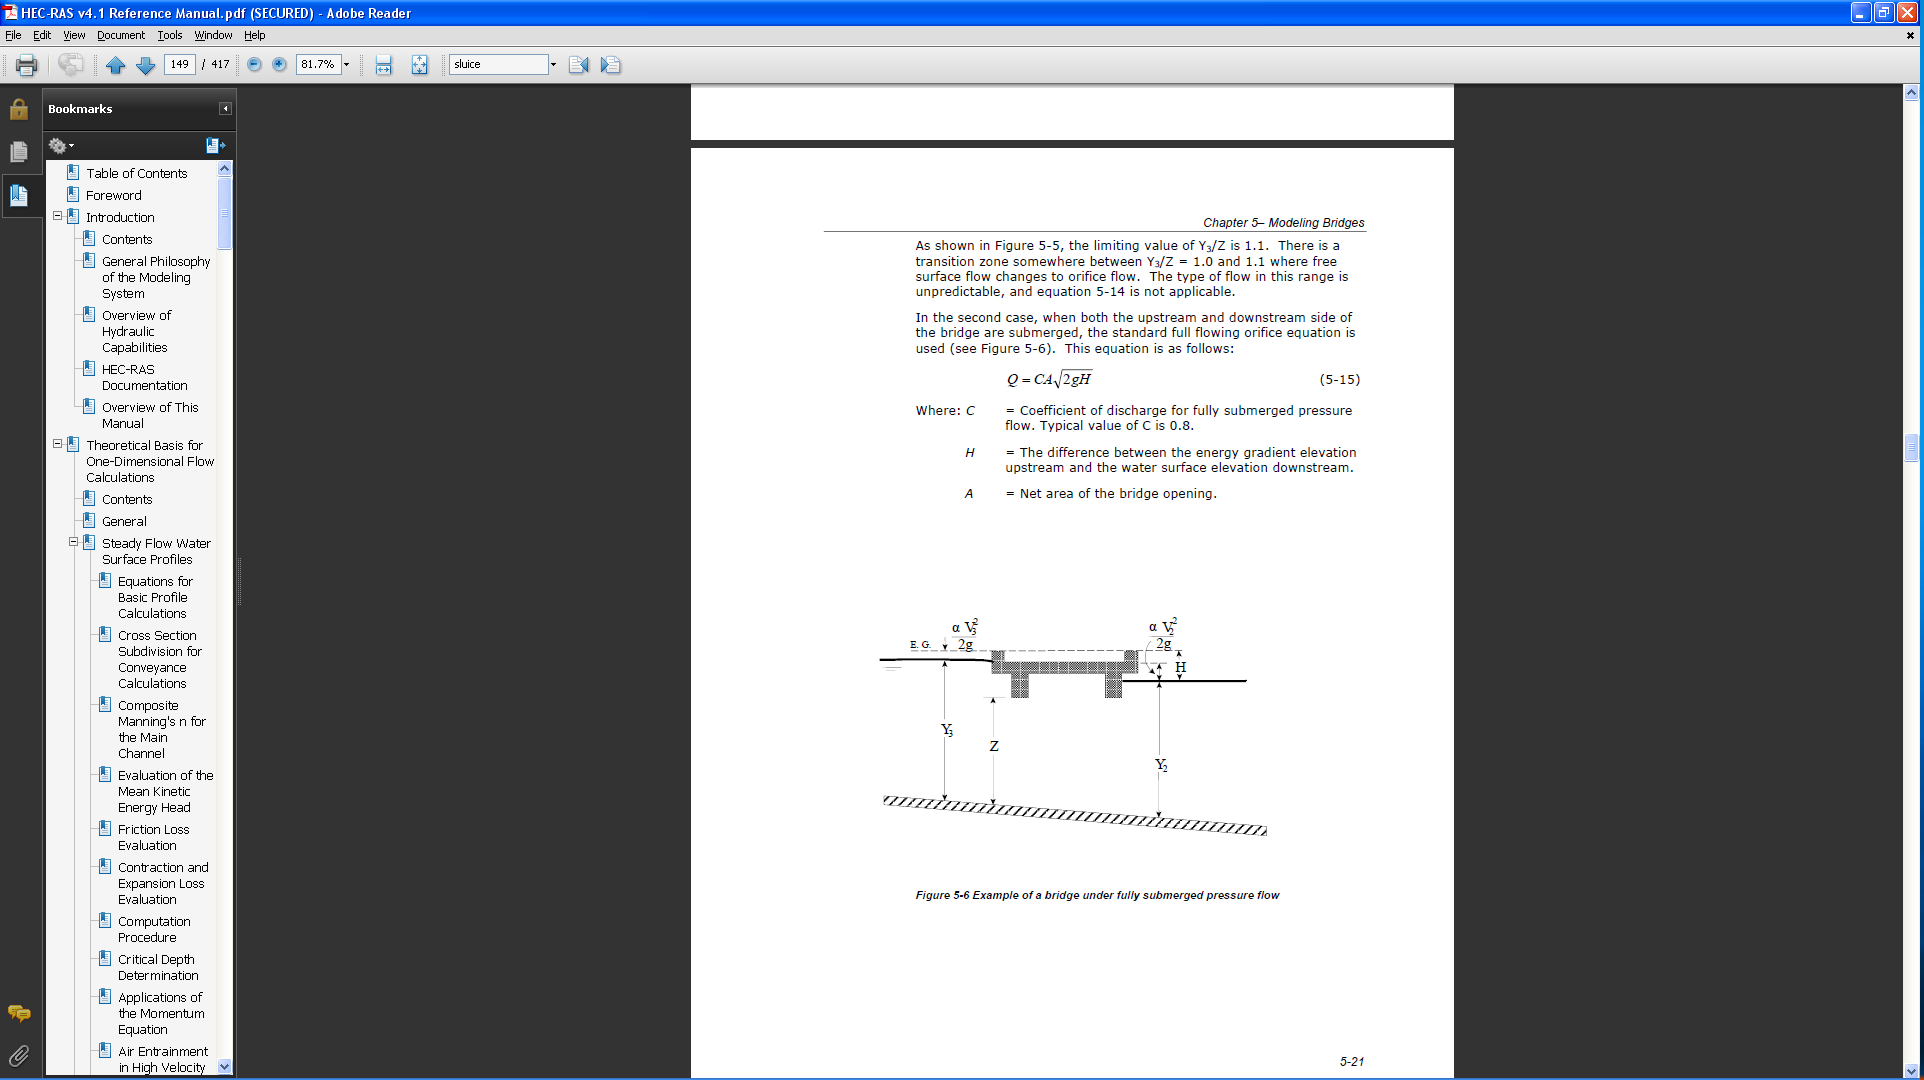 HEC-RAS v4.1 Reference Manual.pdf (SECURED) - Adobe Reader
File Edit View Document Tools Window Help
149 / 417 81.7% sluice
Bookmarks
Table of Contents
Foreword
Introduction
Contents
General Philosophy
of the Modeling
System
Overview of
Hydraulic
Capabilities
HEC-RAS
Documentation
Overview of This
Manual
Theoretical Basis for
One-Dimensional Flow
Calculations
Contents
General
Steady Flow Water
Surface Profiles
Equations for
Basic Profile
Calculations
Cross Section
Subdivision for
Conveyance
Calculations
Composite
Manning's n for
the Main
Channel
Evaluation of the
Mean Kinetic
Energy Head
Friction Loss
Evaluation
Contraction and
Expansion Loss
Evaluation
Computation
Procedure
Critical Depth
Determination
Applications of
the Momentum
Equation
Air Entrainment
in High Velocity
Chapter 5– Modeling Bridges
As shown in Figure 5-5, the limiting value of Y₃/Z is 1.1. There is a
transition zone somewhere between Y₃/Z = 1.0 and 1.1 where free
surface flow changes to orifice flow. The type of flow in this range is
unpredictable, and equation 5-14 is not applicable.
In the second case, when both the upstream and downstream side of
the bridge are submerged, the standard full flowing orifice equation is
used (see Figure 5-6). This equation is as follows:
Q = CA√2gH (5-15)
Where: C = Coefficient of discharge for fully submerged pressure
flow. Typical value of C is 0.8.
H = The difference between the energy gradient elevation
upstream and the water surface elevation downstream.
A = Net area of the bridge opening.
α V₃² α V₂²
E. G. 2g 2g
H
Y₃
Z
Y₂
Figure 5-6 Example of a bridge under fully submerged pressure flow
5-21